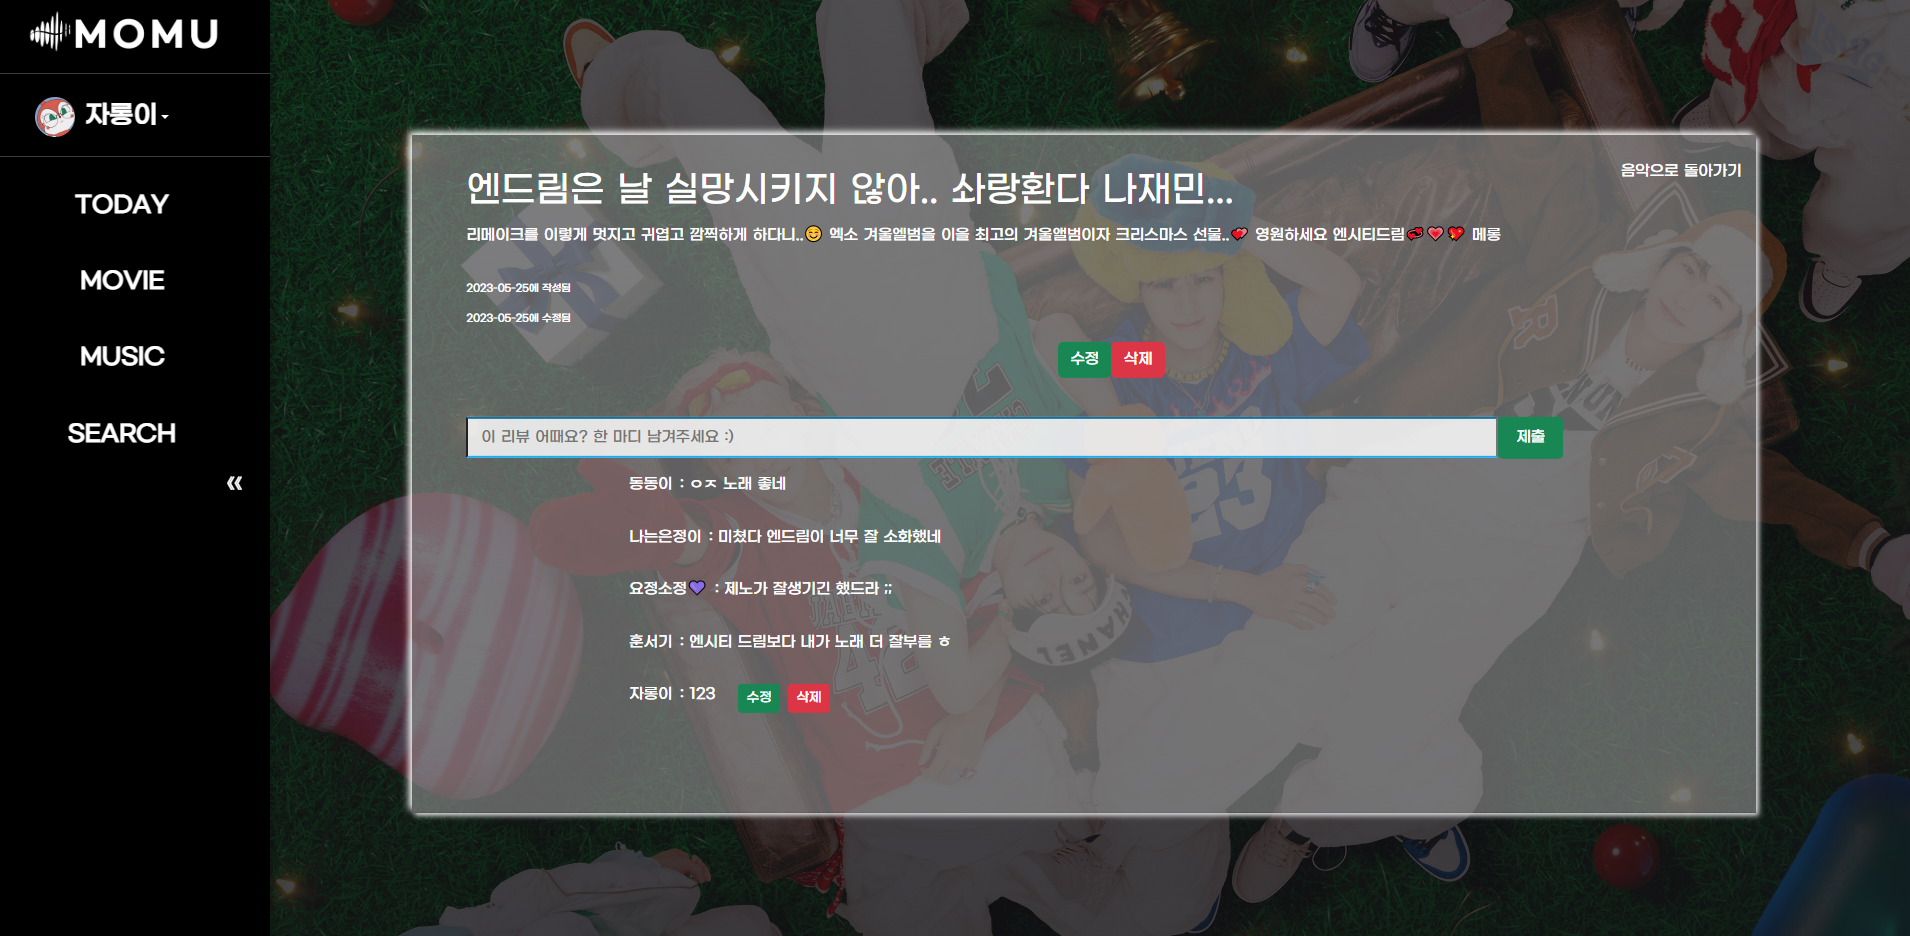 MOMU
자롱이
TODAY
MOVIE
MUSIC
SEARCH
«
음악으로 돌아가기
엔드림은 날 실망시키지 않아.. 솨랑환다 나재민...
리메이크를 이렇게 멋지고 귀엽고 깜찍하게 하다니..😊 엑소 겨울엘범을 이을 최고의 겨울앨범이자 크리스마스 선물..💕 영원하세요 엔시티드림💞💗💖 메롱
2023-05-25에 작성됨
2023-05-25에 수정됨
수정 삭제
이 리뷰 어때요? 한 마디 남겨주세요 :) 제출
동동이 : ㅇㅈ 노래 좋네
나는은정이 : 미쳤다 엔드림이 너무 잘 소화했네
요정소정💜 : 제노가 잘생기긴 했드라 ;;
훈서기 : 엔시티 드림보다 내가 노래 더 잘부름 ㅎ
자롱이 : 123 수정 삭제
R
CHANEL